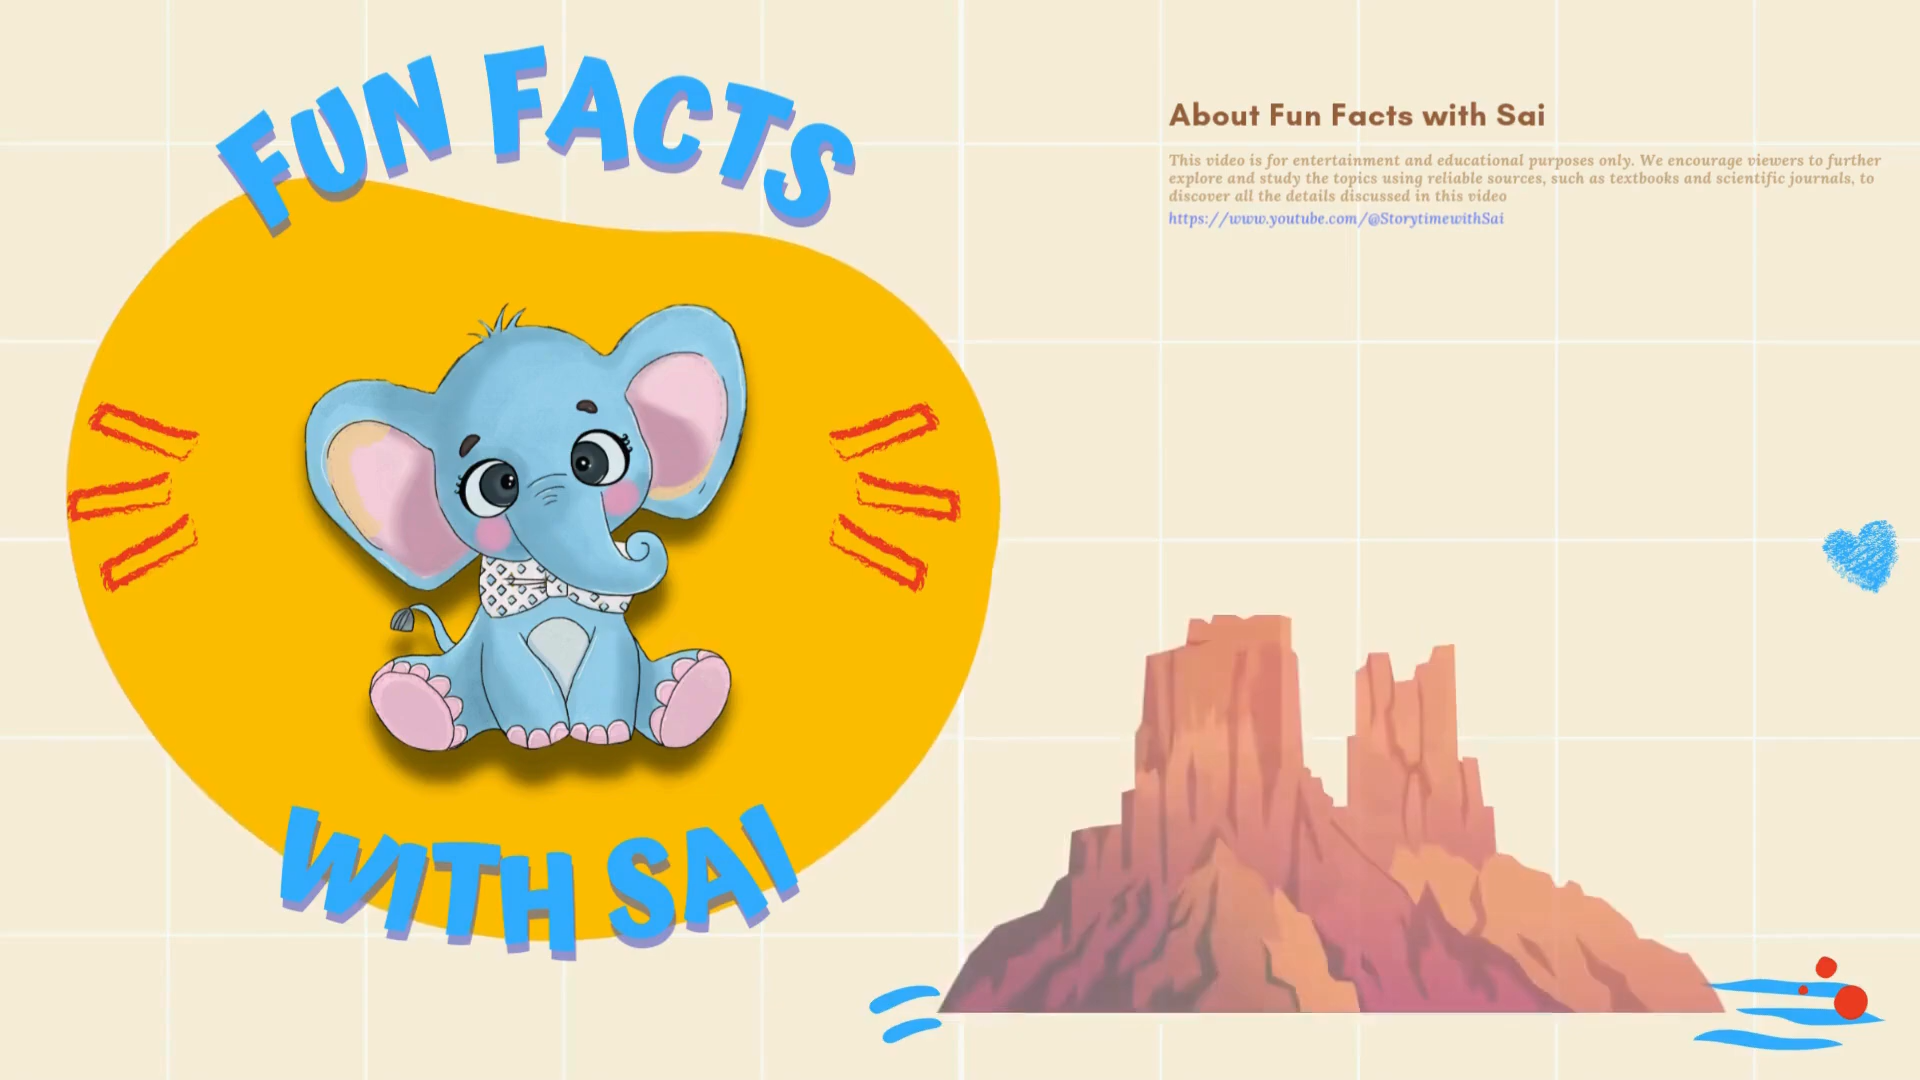 FUN FACTS
WITH SAI
About Fun Facts with Sai
This video is for entertainment and educational purposes only. We encourage viewers to further
explore and study the topics using reliable sources, such as textbooks and scientific journals, to
discover all the details discussed in this video
https://www.youtube.com/@StorytimewithSai